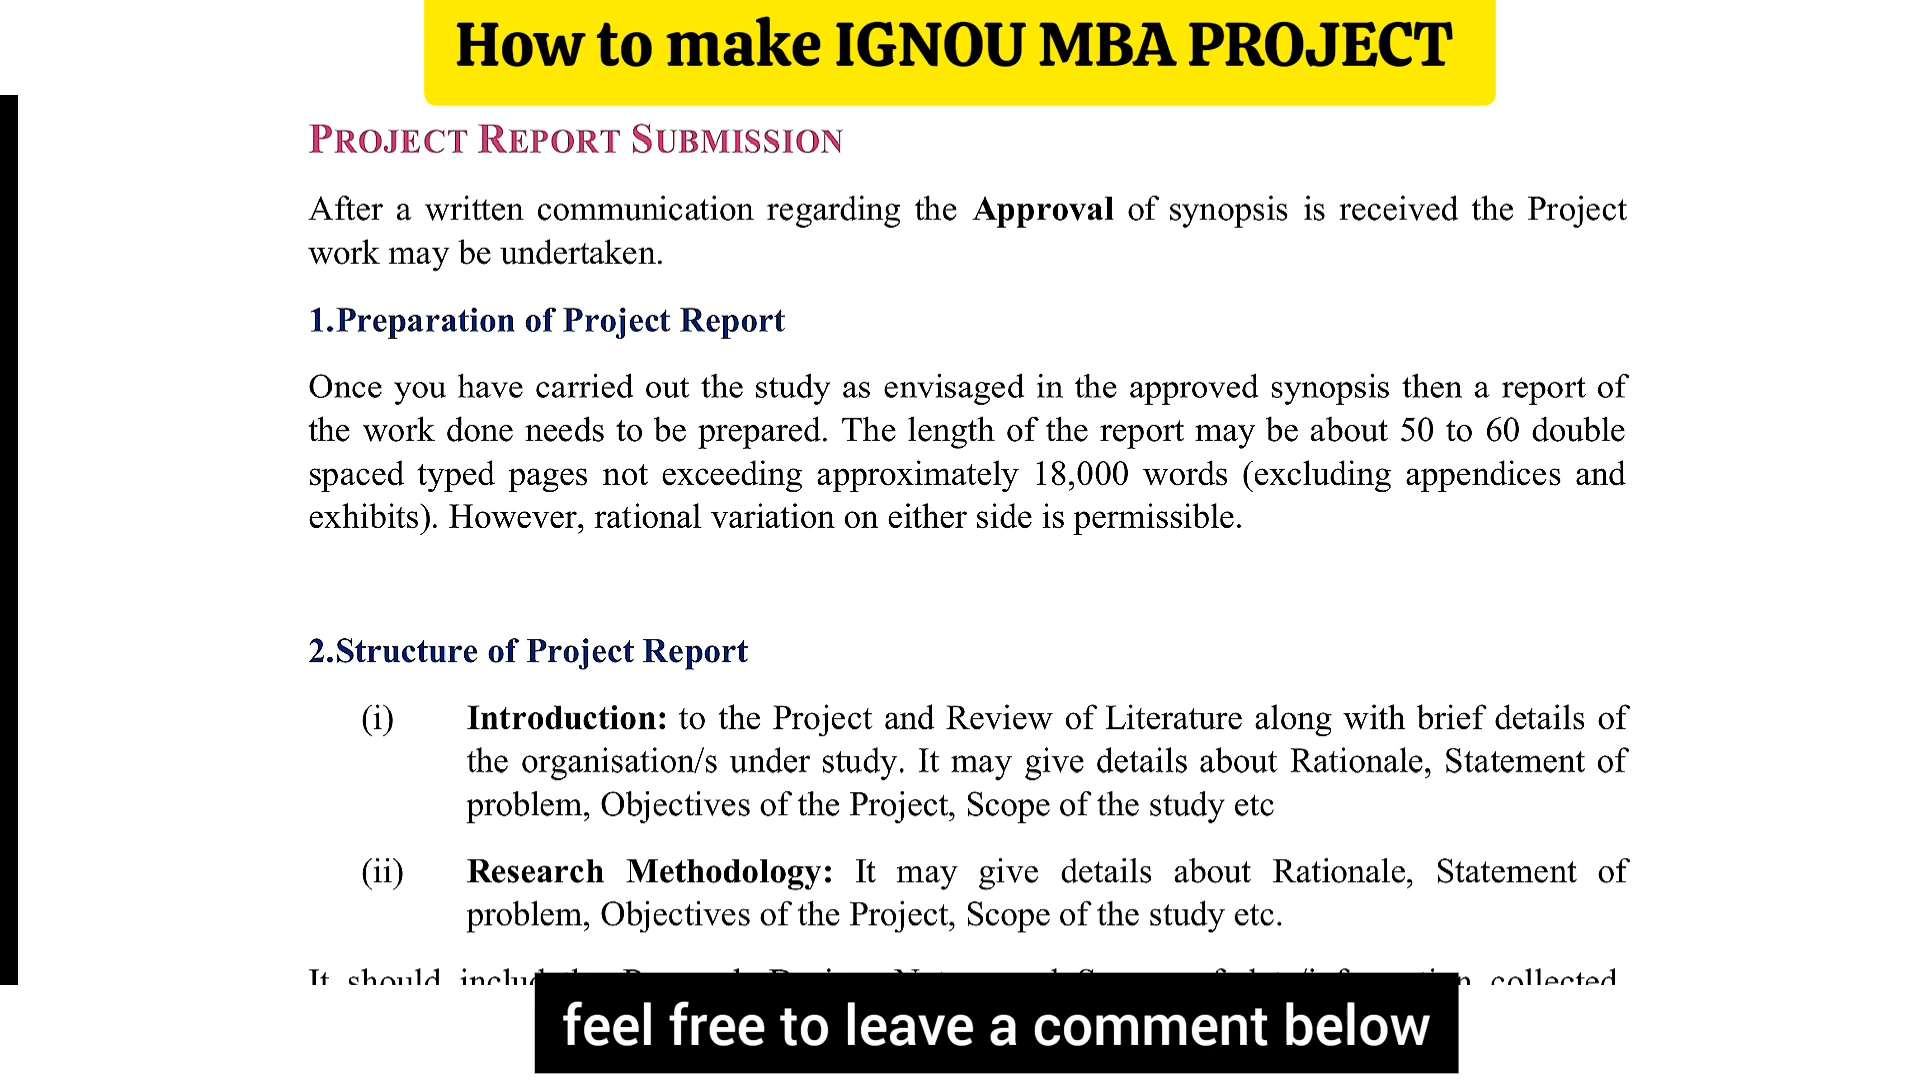 How to make IGNOU MBA PROJECT
PROJECT REPORT SUBMISSION
After a written communication regarding the Approval of synopsis is received the Project
work may be undertaken.
1.Preparation of Project Report
Once you have carried out the study as envisaged in the approved synopsis then a report of
the work done needs to be prepared. The length of the report may be about 50 to 60 double
spaced typed pages not exceeding approximately 18,000 words (excluding appendices and
exhibits). However, rational variation on either side is permissible.
2.Structure of Project Report
(i) Introduction: to the Project and Review of Literature along with brief details of
the organisation/s under study. It may give details about Rationale, Statement of
problem, Objectives of the Project, Scope of the study etc
(ii) Research Methodology: It may give details about Rationale, Statement of
problem, Objectives of the Project, Scope of the study etc.
It should collected
feel free to leave a comment below